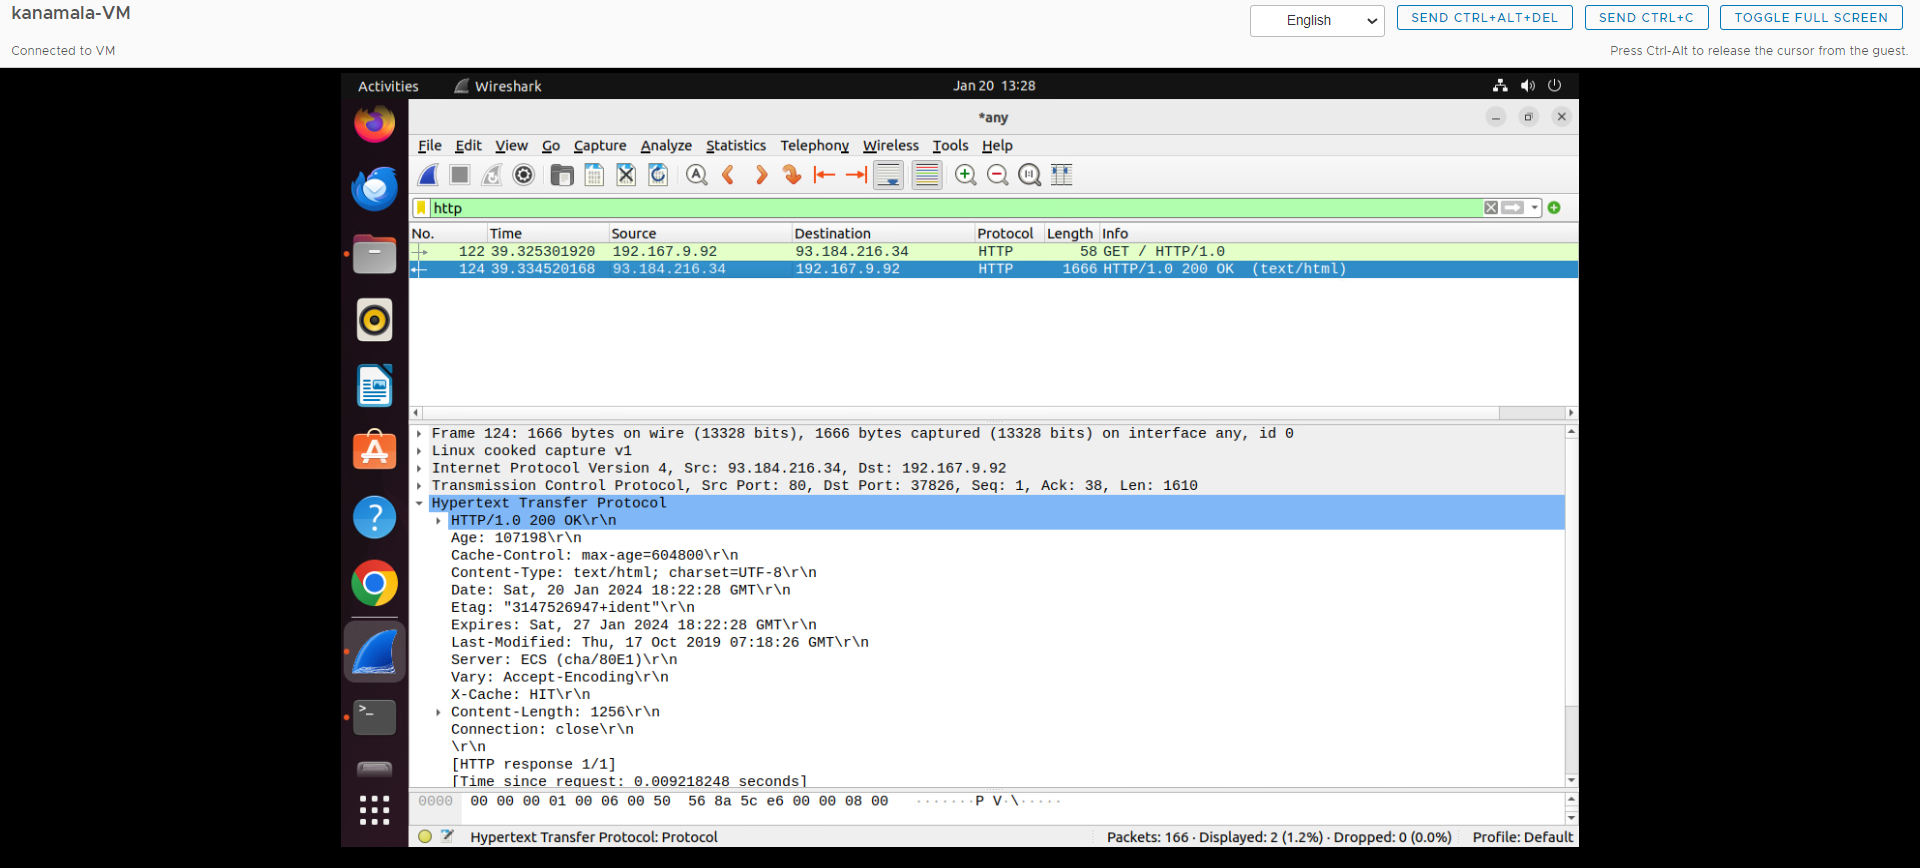 kanamala-VM
English
SEND CTRL+ALT+DEL
SEND CTRL+C
TOGGLE FULL SCREEN
Connected to VM
Press Ctrl-Alt to release the cursor from the guest.
Activities Wireshark Jan 20 13:28
*any
File Edit View Go Capture Analyze Statistics Telephony Wireless Tools Help
http
No. Time Source Destination Protocol Length Info
122 39.325301920 192.167.9.92 93.184.216.34 HTTP 58 GET / HTTP/1.0
124 39.334520168 93.184.216.34 192.167.9.92 HTTP 1666 HTTP/1.0 200 OK (text/html)
Frame 124: 1666 bytes on wire (13328 bits), 1666 bytes captured (13328 bits) on interface any, id 0
Linux cooked capture v1
Internet Protocol Version 4, Src: 93.184.216.34, Dst: 192.167.9.92
Transmission Control Protocol, Src Port: 80, Dst Port: 37826, Seq: 1, Ack: 38, Len: 1610
Hypertext Transfer Protocol
HTTP/1.0 200 OK\r\n
Age: 107198\r\n
Cache-Control: max-age=604800\r\n
Content-Type: text/html; charset=UTF-8\r\n
Date: Sat, 20 Jan 2024 18:22:28 GMT\r\n
Etag: "3147526947+ident"\r\n
Expires: Sat, 27 Jan 2024 18:22:28 GMT\r\n
Last-Modified: Thu, 17 Oct 2019 07:18:26 GMT\r\n
Server: ECS (cha/80E1)\r\n
Vary: Accept-Encoding\r\n
X-Cache: HIT\r\n
Content-Length: 1256\r\n
Connection: close\r\n
\r\n
[HTTP response 1/1]
[Time since request: 0.009218248 seconds]
0000 00 00 00 01 00 06 00 50 56 8a 5c e6 00 00 08 00 ·······P V·\·····
Hypertext Transfer Protocol: Protocol
Packets: 166 · Displayed: 2 (1.2%) · Dropped: 0 (0.0%)
Profile: Default